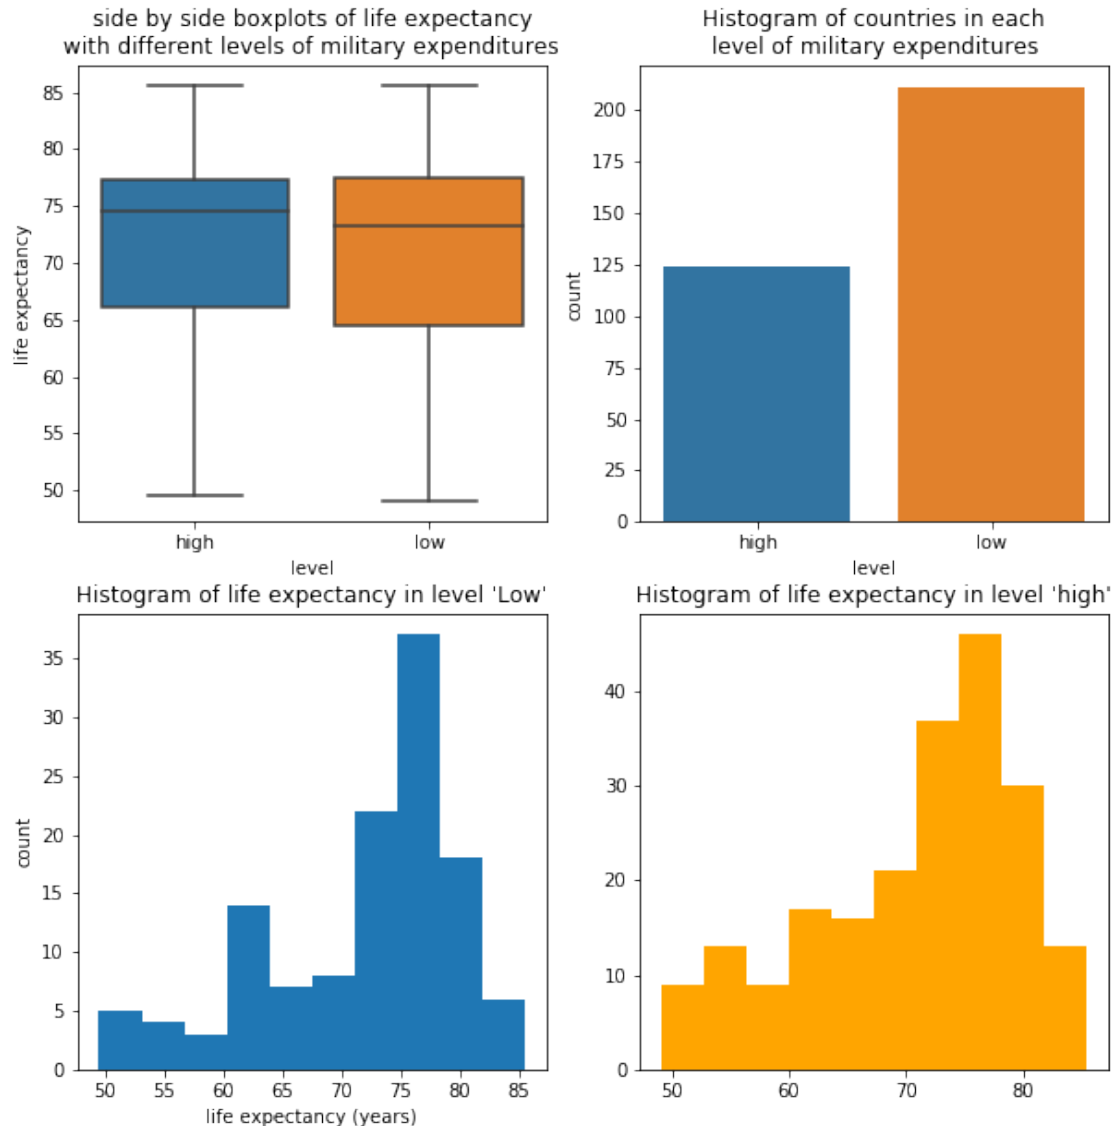 side by side boxplots of life expectancy
with different levels of military expenditures
85
80
75
70
65
60
55
50
life expectancy
high
low
level
Histogram of countries in each
level of military expenditures
200
175
150
125
100
75
50
25
0
count
high
low
level
Histogram of life expectancy in level 'Low'
35
30
25
20
15
10
5
0
count
50
55
60
65
70
75
80
85
life expectancy (years)
Histogram of life expectancy in level 'high'
40
30
20
10
0
50
60
70
80